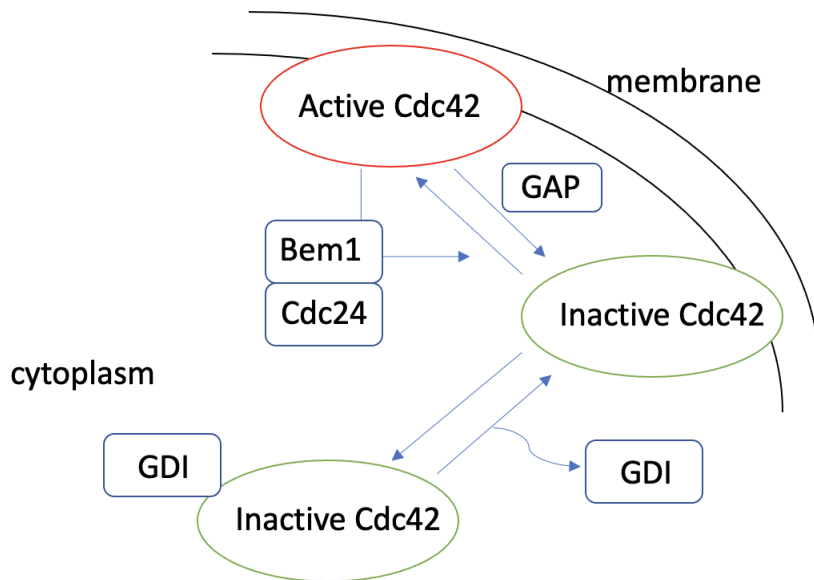 membrane
Active Cdc42
GAP
Bem1
Cdc24
Inactive Cdc42
cytoplasm
GDI
GDI
Inactive Cdc42